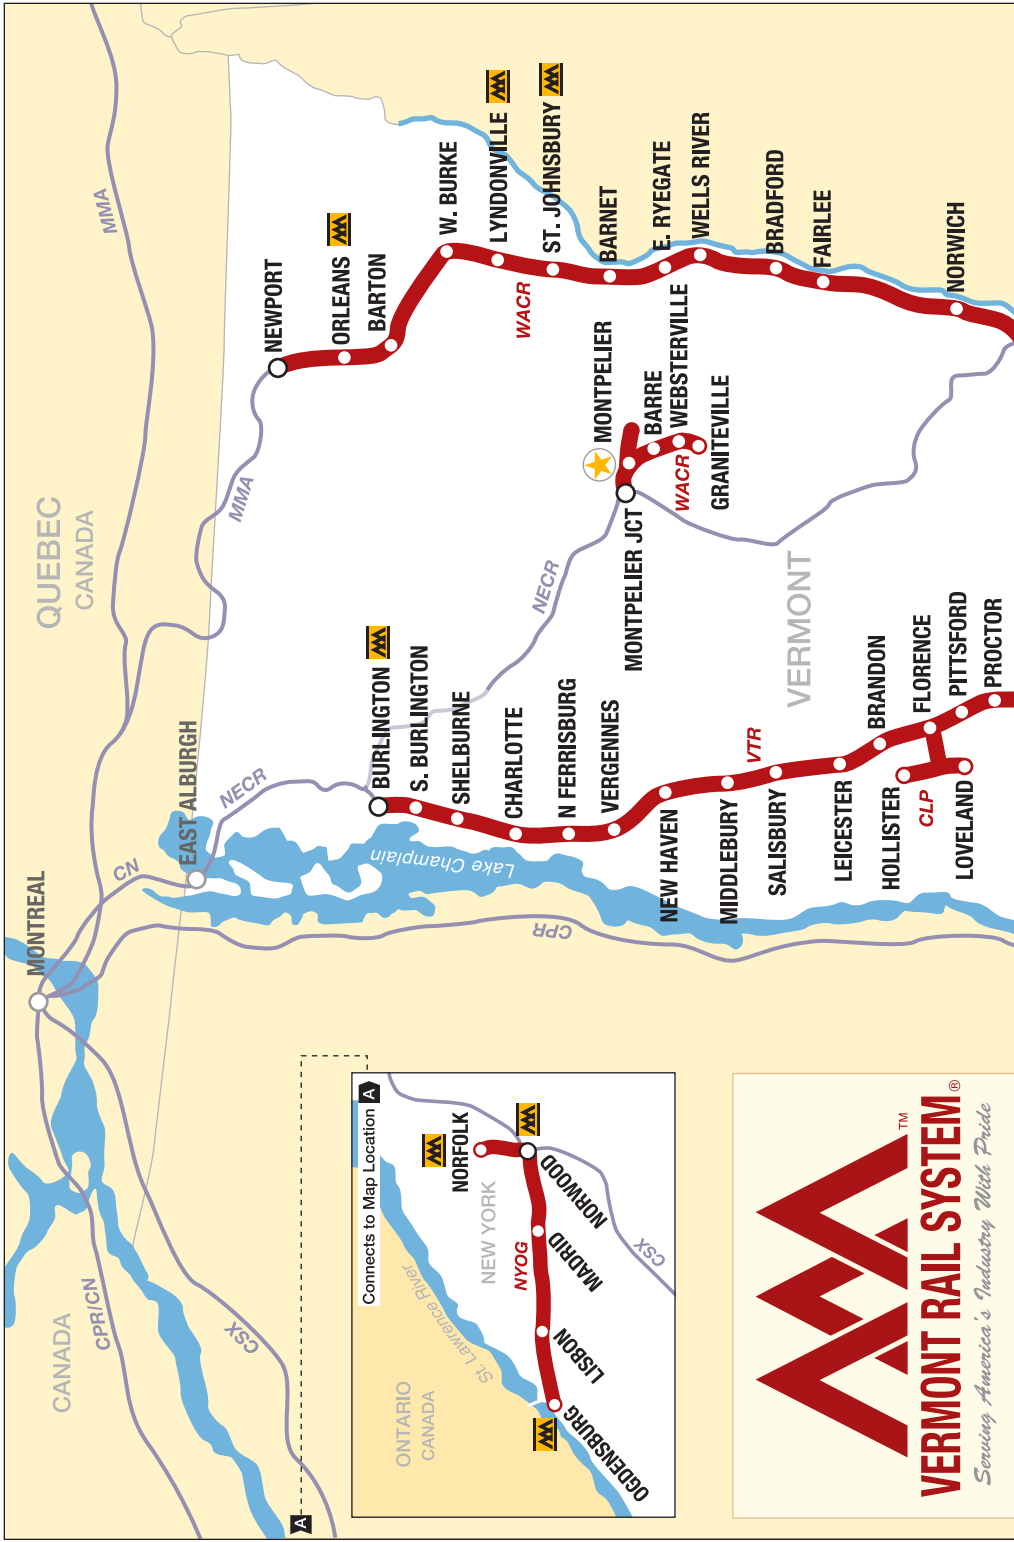 QUEBEC
CANADA
MMA
MMA
MONTREAL
CN
EAST ALBURGH
NECR
CANADA
CPR/CN
CSX
A
NEWPORT
ORLEANS
BARTON
W. BURKE
LYNDONVILLE
WACR
ST. JOHNSBURY
BARNET
E. RYEGATE
WELLS RIVER
BRADFORD
FAIRLEE
NORWICH
MONTPELIER
BARRE
WEBSTERVILLE
WACR
GRANITEVILLE
MONTPELIER JCT
NECR
VERMONT
BURLINGTON
S. BURLINGTON
SHELBURNE
CHARLOTTE
N FERRISBURG
VERGENNES
NEW HAVEN
MIDDLEBURY
VTR
SALISBURY
LEICESTER
BRANDON
HOLLISTER
CLP
FLORENCE
LOVELAND
PITTSFORD
PROCTOR
Lake Champlain
CPR
Connects to Map Location A
NORFOLK
NEW YORK
NORWOOD
NYOG
MADRID
CSX
LISBON
OGDENSBURG
St. Lawrence River
ONTARIO
CANADA
TM
VERMONT RAIL SYSTEM®
Serving America's Industry With Pride